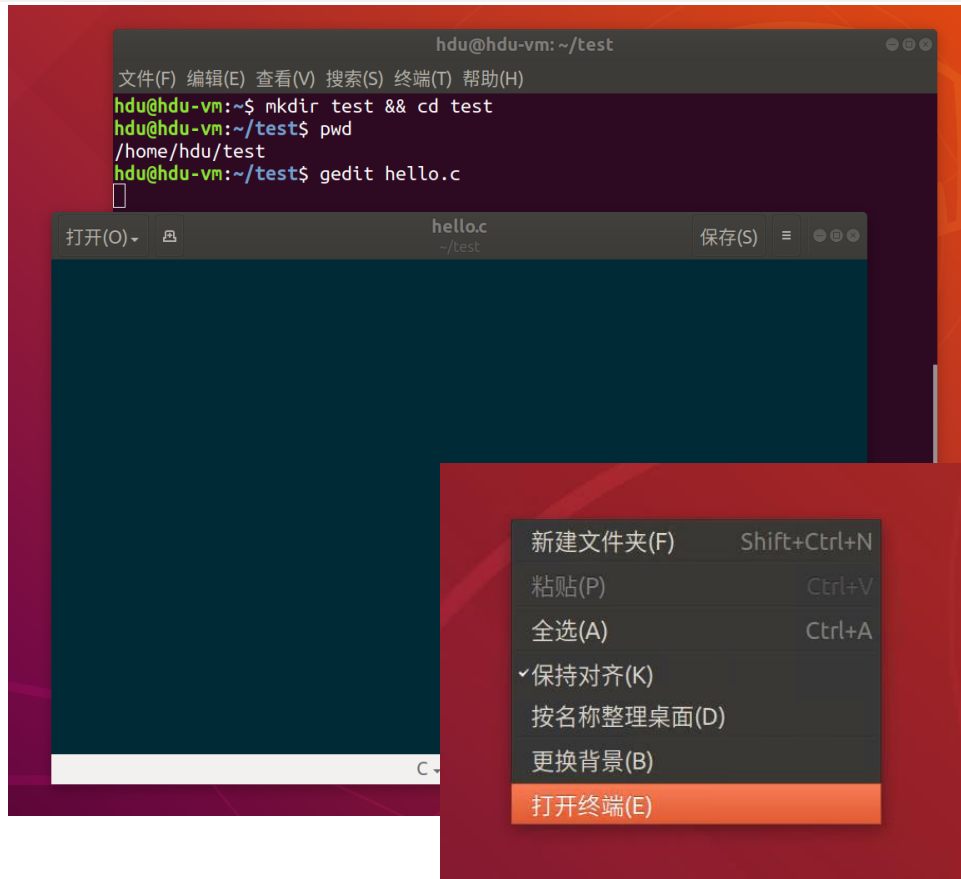 hdu@hdu-vm: ~/test
文件(F) 编辑(E) 查看(V) 搜索(S) 终端(T) 帮助(H)
hdu@hdu-vm:~$ mkdir test && cd test
hdu@hdu-vm:~/test$ pwd
/home/hdu/test
hdu@hdu-vm:~/test$ gedit hello.c
打开(O) hello.c 保存(S)
~/test
C
新建文件夹(F) Shift+Ctrl+N
粘贴(P) Ctrl+V
全选(A) Ctrl+A
保持对齐(K)
按名称整理桌面(D)
更换背景(B)
打开终端(E)